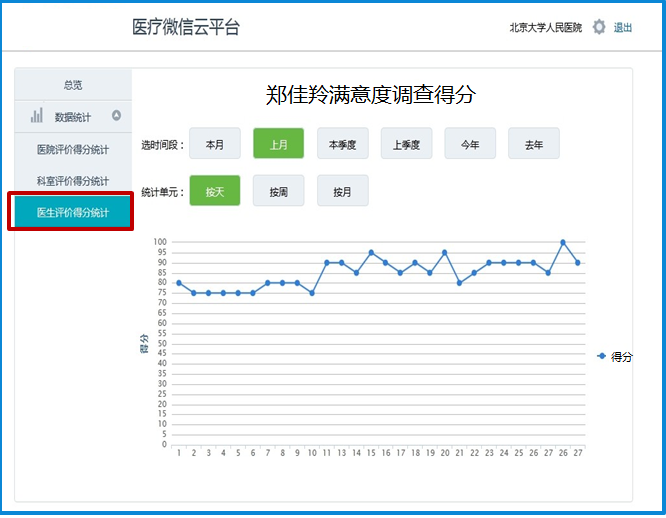 医疗微信云平台
北京大学人民医院 退出
总览
数据统计
医院评价得分统计
科室评价得分统计
医生评价得分统计
郑佳羚满意度调查得分
选时间段： 本月 上月 本季度 上季度 今年 去年
统计单元： 按天 按周 按月
100
95
90
85
80
75
70
65
60
55
50
45
40
35
30
25
20
15
10
5
0
得分
1 2 3 4 5 6 7 8 9 10 11 13 14 15 16 17 18 19 20 21 22 23 24 25 26 27 26 27
得分